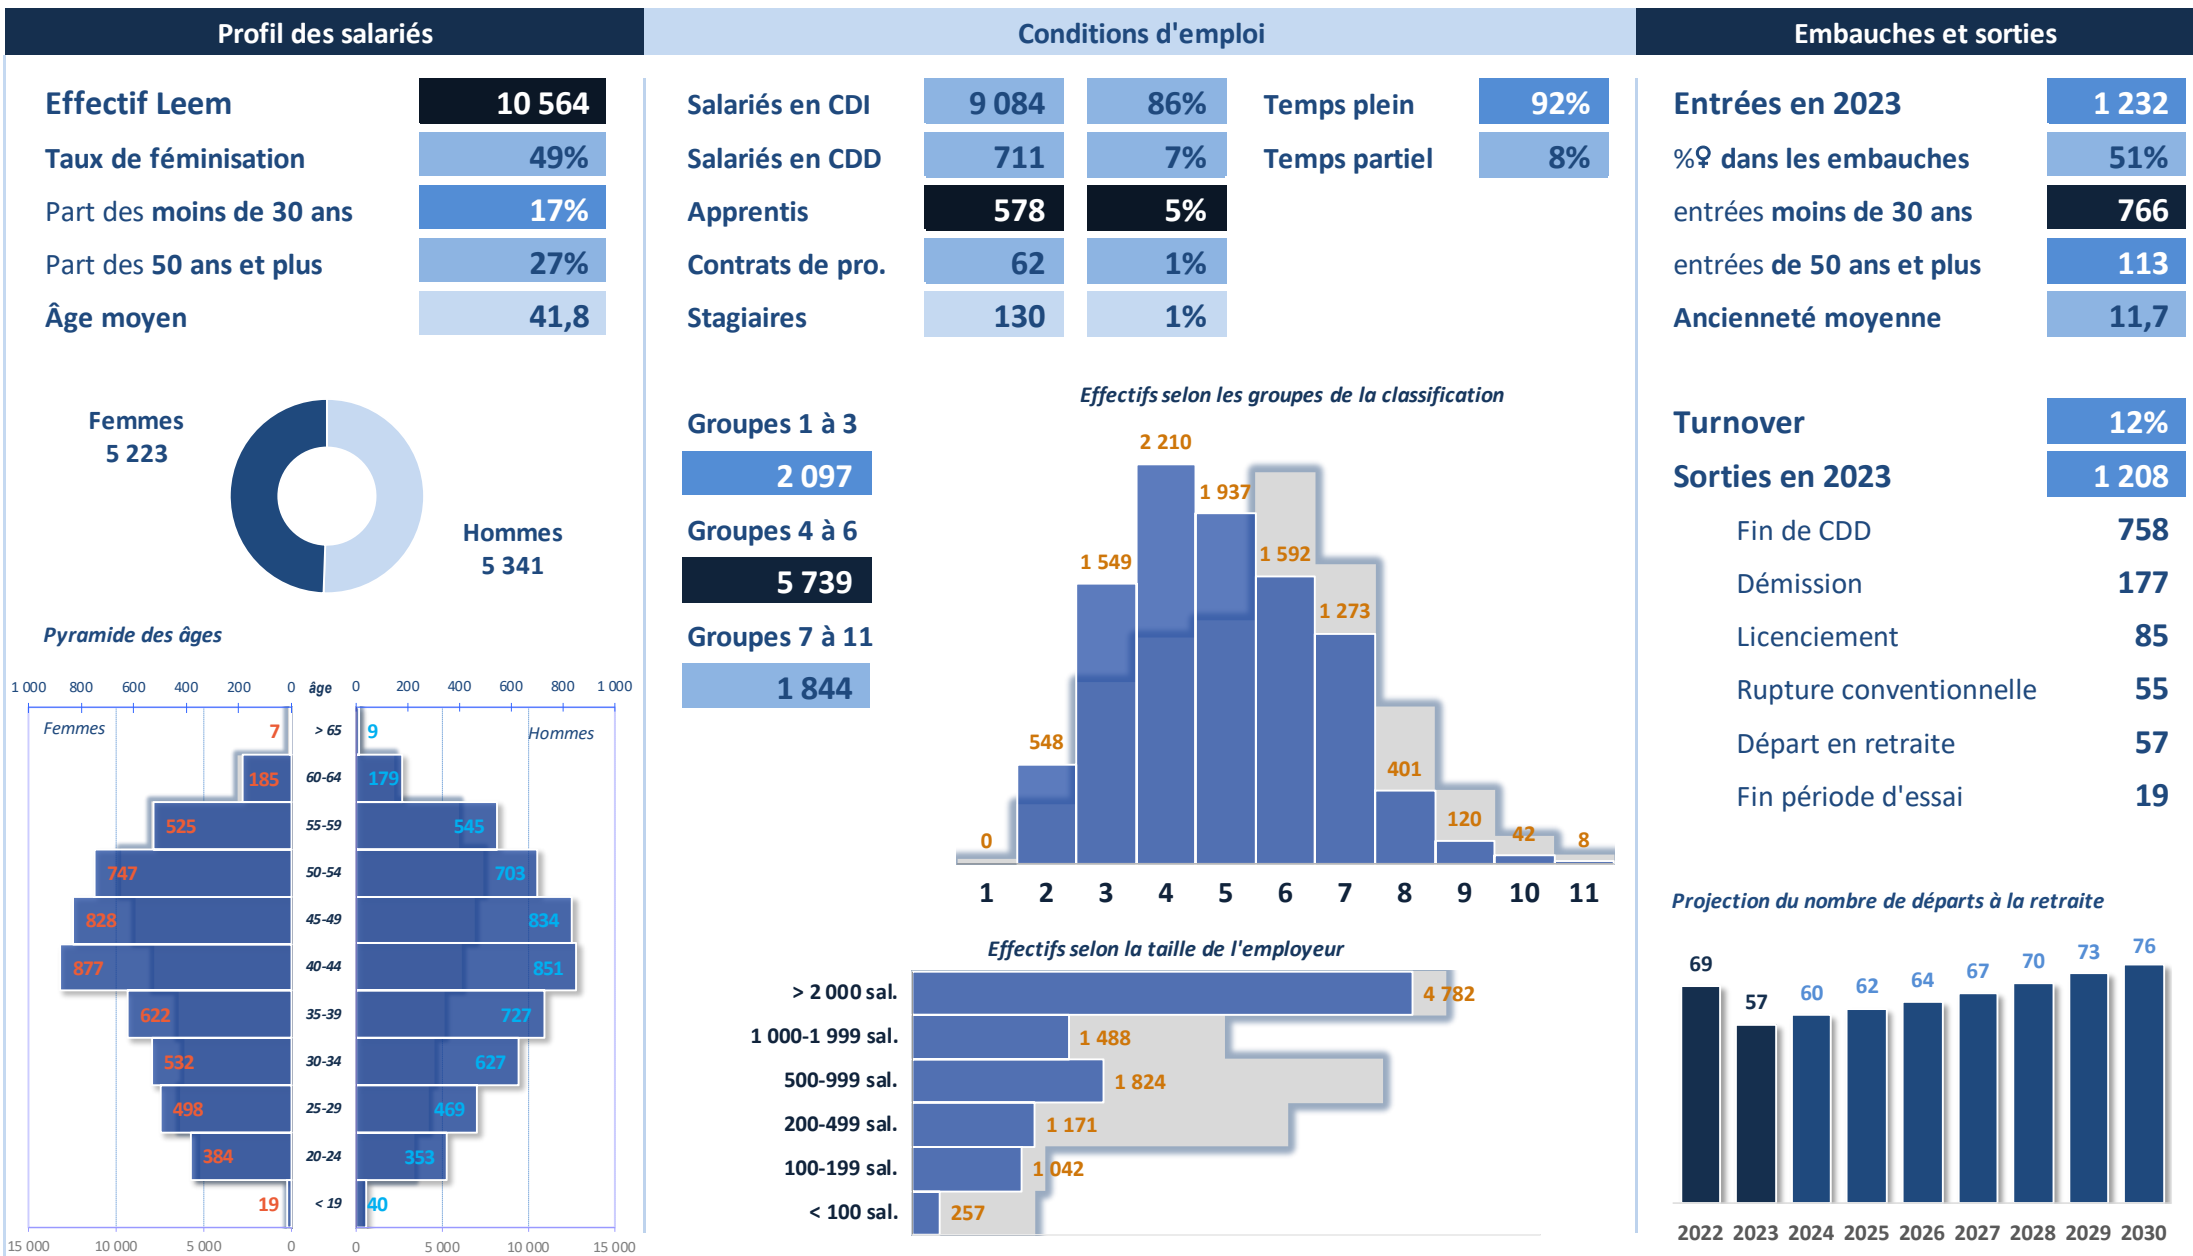 Profil des salariés
Effectif Leem 10 564
Taux de féminisation 49%
Part des moins de 30 ans 17%
Part des 50 ans et plus 27%
Âge moyen 41,8
Femmes
5 223
Hommes
5 341
Pyramide des âges
1 000 800 600 400 200 0 âge 0 200 400 600 800 1 000
Femmes Hommes
7 > 65 9
185 60-64 179
525 55-59 545
747 50-54 703
828 45-49 834
877 40-44 851
622 35-39 727
532 30-34 627
498 25-29 469
384 20-24 353
19 < 19 40
15 000 10 000 5 000 0 0 5 000 10 000 15 000
Conditions d'emploi
Salariés en CDI 9 084 86% Temps plein 92%
Salariés en CDD 711 7% Temps partiel 8%
Apprentis 578 5%
Contrats de pro. 62 1%
Stagiaires 130 1%
Groupes 1 à 3
2 097
Groupes 4 à 6
5 739
Groupes 7 à 11
1 844
Effectifs selon les groupes de la classification
0 548 1 549 2 210 1 937 1 592 1 273 401 120 42 8
1 2 3 4 5 6 7 8 9 10 11
Effectifs selon la taille de l'employeur
> 2 000 sal. 4 782
1 000-1 999 sal. 1 488
500-999 sal. 1 824
200-499 sal. 1 171
100-199 sal. 1 042
< 100 sal. 257
Embauches et sorties
Entrées en 2023 1 232
%♀ dans les embauches 51%
entrées moins de 30 ans 766
entrées de 50 ans et plus 113
Ancienneté moyenne 11,7
Turnover 12%
Sorties en 2023 1 208
Fin de CDD 758
Démission 177
Licenciement 85
Rupture conventionnelle 55
Départ en retraite 57
Fin période d'essai 19
Projection du nombre de départs à la retraite
69 57 60 62 64 67 70 73 76
2022 2023 2024 2025 2026 2027 2028 2029 2030